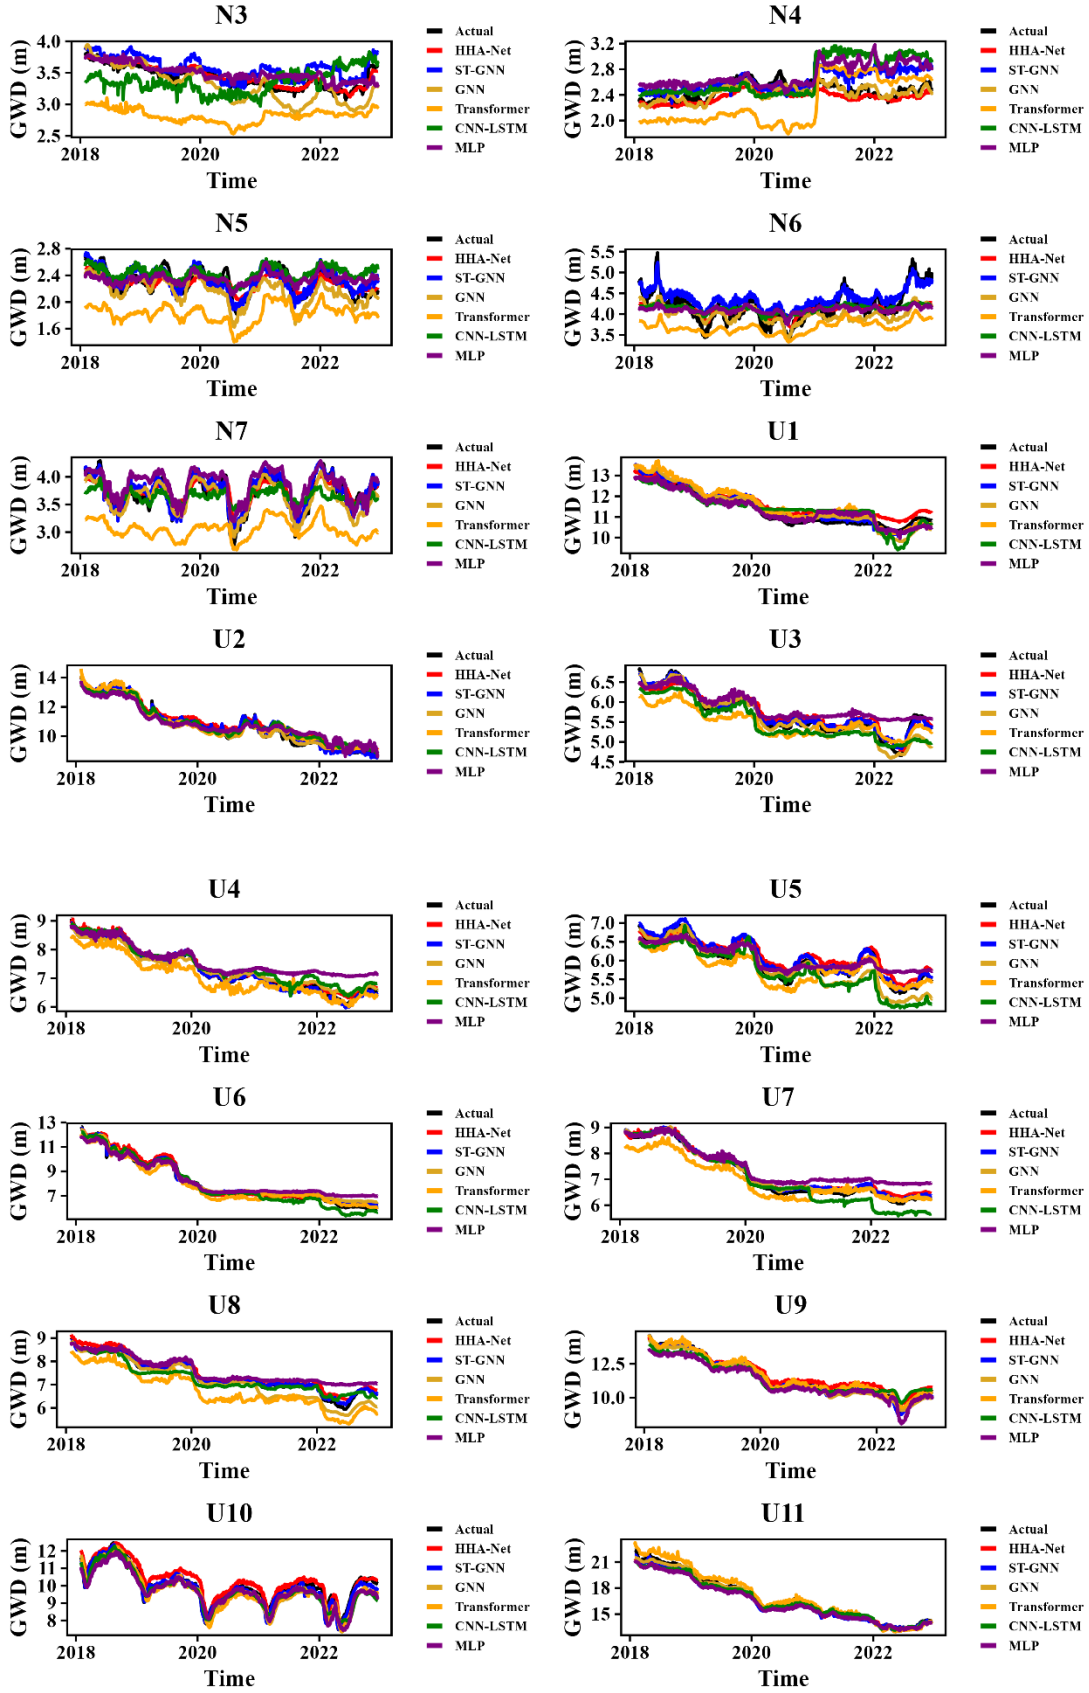 N3
GWD (m)
4.0
3.5
3.0
2.5
2018
2020
2022
Time
Actual
HHA-Net
ST-GNN
GNN
Transformer
CNN-LSTM
MLP
N4
GWD (m)
3.2
2.8
2.4
2.0
2018
2020
2022
Time
Actual
HHA-Net
ST-GNN
GNN
Transformer
CNN-LSTM
MLP
N5
GWD (m)
2.8
2.4
2.0
1.6
2018
2020
2022
Time
Actual
HHA-Net
ST-GNN
GNN
Transformer
CNN-LSTM
MLP
N6
GWD (m)
5.5
5.0
4.5
4.0
3.5
2018
2020
2022
Time
Actual
HHA-Net
ST-GNN
GNN
Transformer
CNN-LSTM
MLP
N7
GWD (m)
4.0
3.5
3.0
2018
2020
2022
Time
Actual
HHA-Net
ST-GNN
GNN
Transformer
CNN-LSTM
MLP
U1
GWD (m)
13
12
11
10
2018
2020
2022
Time
Actual
HHA-Net
ST-GNN
GNN
Transformer
CNN-LSTM
MLP
U2
GWD (m)
14
12
10
2018
2020
2022
Time
Actual
HHA-Net
ST-GNN
GNN
Transformer
CNN-LSTM
MLP
U3
GWD (m)
6.5
6.0
5.5
5.0
4.5
2018
2020
2022
Time
Actual
HHA-Net
ST-GNN
GNN
Transformer
CNN-LSTM
MLP
U4
GWD (m)
9
8
7
6
2018
2020
2022
Time
Actual
HHA-Net
ST-GNN
GNN
Transformer
CNN-LSTM
MLP
U5
GWD (m)
7.0
6.5
6.0
5.5
5.0
2018
2020
2022
Time
Actual
HHA-Net
ST-GNN
GNN
Transformer
CNN-LSTM
MLP
U6
GWD (m)
13
11
9
7
2018
2020
2022
Time
Actual
HHA-Net
ST-GNN
GNN
Transformer
CNN-LSTM
MLP
U7
GWD (m)
9
8
7
6
2018
2020
2022
Time
Actual
HHA-Net
ST-GNN
GNN
Transformer
CNN-LSTM
MLP
U8
GWD (m)
9
8
7
6
2018
2020
2022
Time
Actual
HHA-Net
ST-GNN
GNN
Transformer
CNN-LSTM
MLP
U9
GWD (m)
12.5
10.0
2018
2020
2022
Time
Actual
HHA-Net
ST-GNN
GNN
Transformer
CNN-LSTM
MLP
U10
GWD (m)
12
11
10
9
8
2018
2020
2022
Time
Actual
HHA-Net
ST-GNN
GNN
Transformer
CNN-LSTM
MLP
U11
GWD (m)
21
18
15
2018
2020
2022
Time
Actual
HHA-Net
ST-GNN
GNN
Transformer
CNN-LSTM
MLP